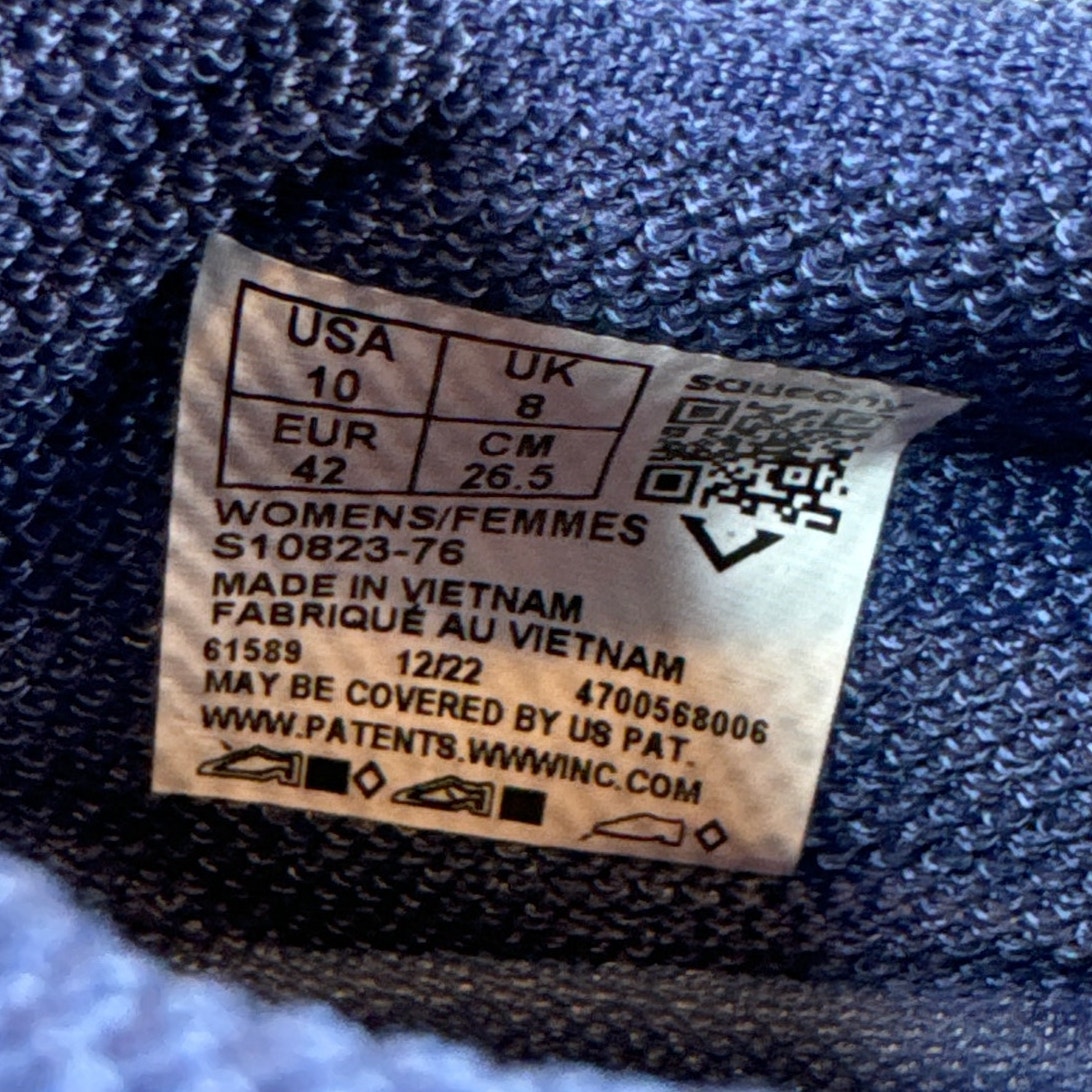 USA
10
UK
8
EUR
42
CM
26.5
saucony
WOMENS/FEMMES
S10823-76
MADE IN VIETNAM
FABRIQUÉ AU VIETNAM
61589 12/22 4700568006
MAY BE COVERED BY US PAT.
WWW.PATENTS.WWWINC.COM